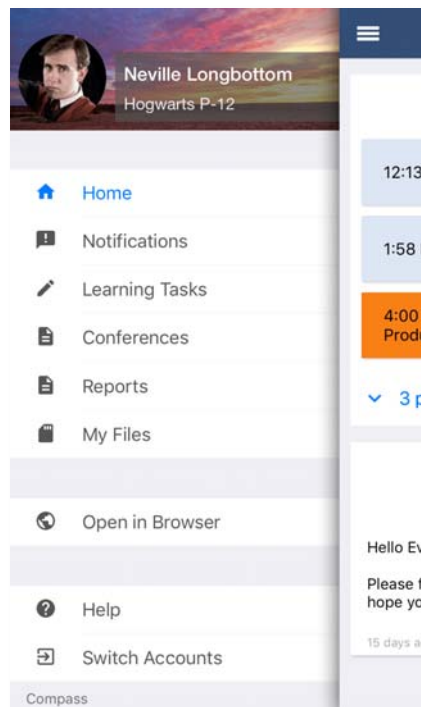 Neville Longbottom
Hogwarts P-12
Home
Notifications
Learning Tasks
Conferences
Reports
My Files
Open in Browser
Help
Switch Accounts
Compass
12:13
1:58
4:00
3
Hello
Please
hope
15 days